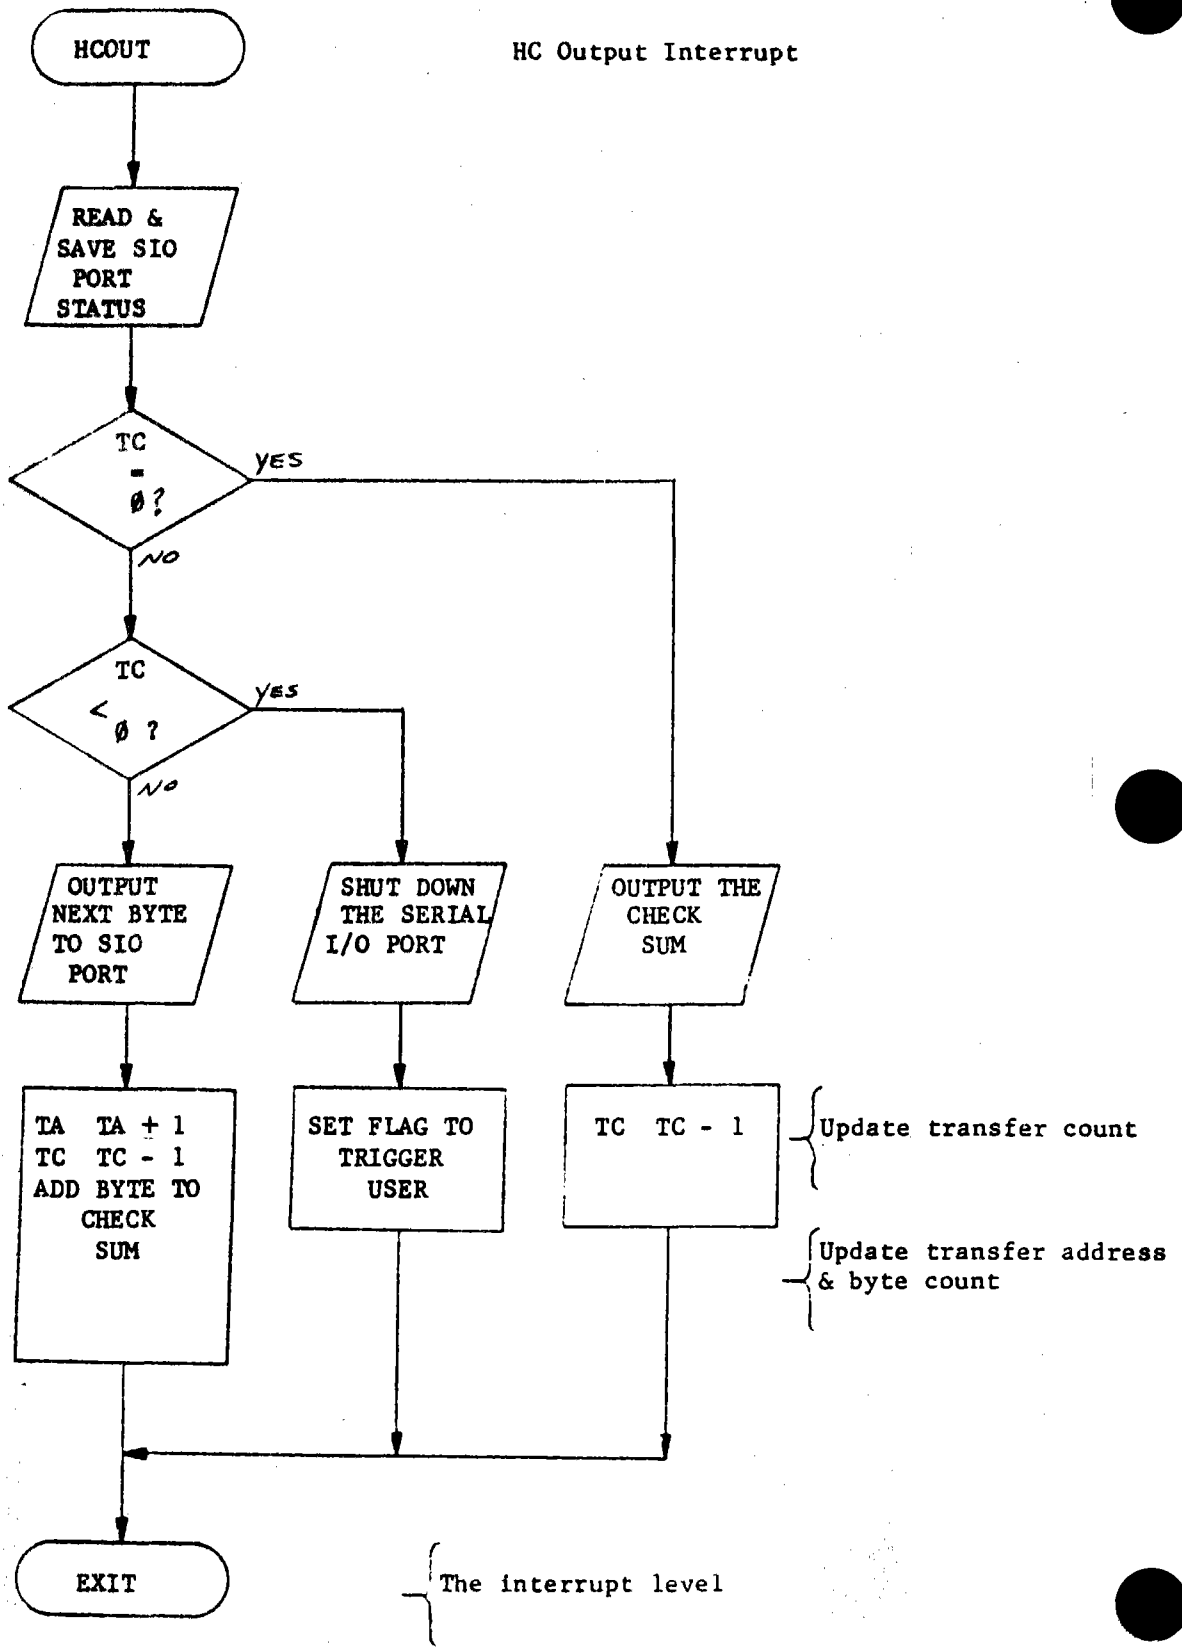 HCOUT
HC Output Interrupt
READ &
SAVE SIO
PORT
STATUS
TC
=
Ø?
YES
NO
TC
<
Ø ?
YES
NO
OUTPUT
NEXT BYTE
TO SIO
PORT
SHUT DOWN
THE SERIAL
I/O PORT
OUTPUT THE
CHECK
SUM
TA TA + 1
TC TC - 1
ADD BYTE TO
CHECK
SUM
SET FLAG TO
TRIGGER
USER
TC TC - 1
Update transfer count
Update transfer address
& byte count
EXIT
The interrupt level